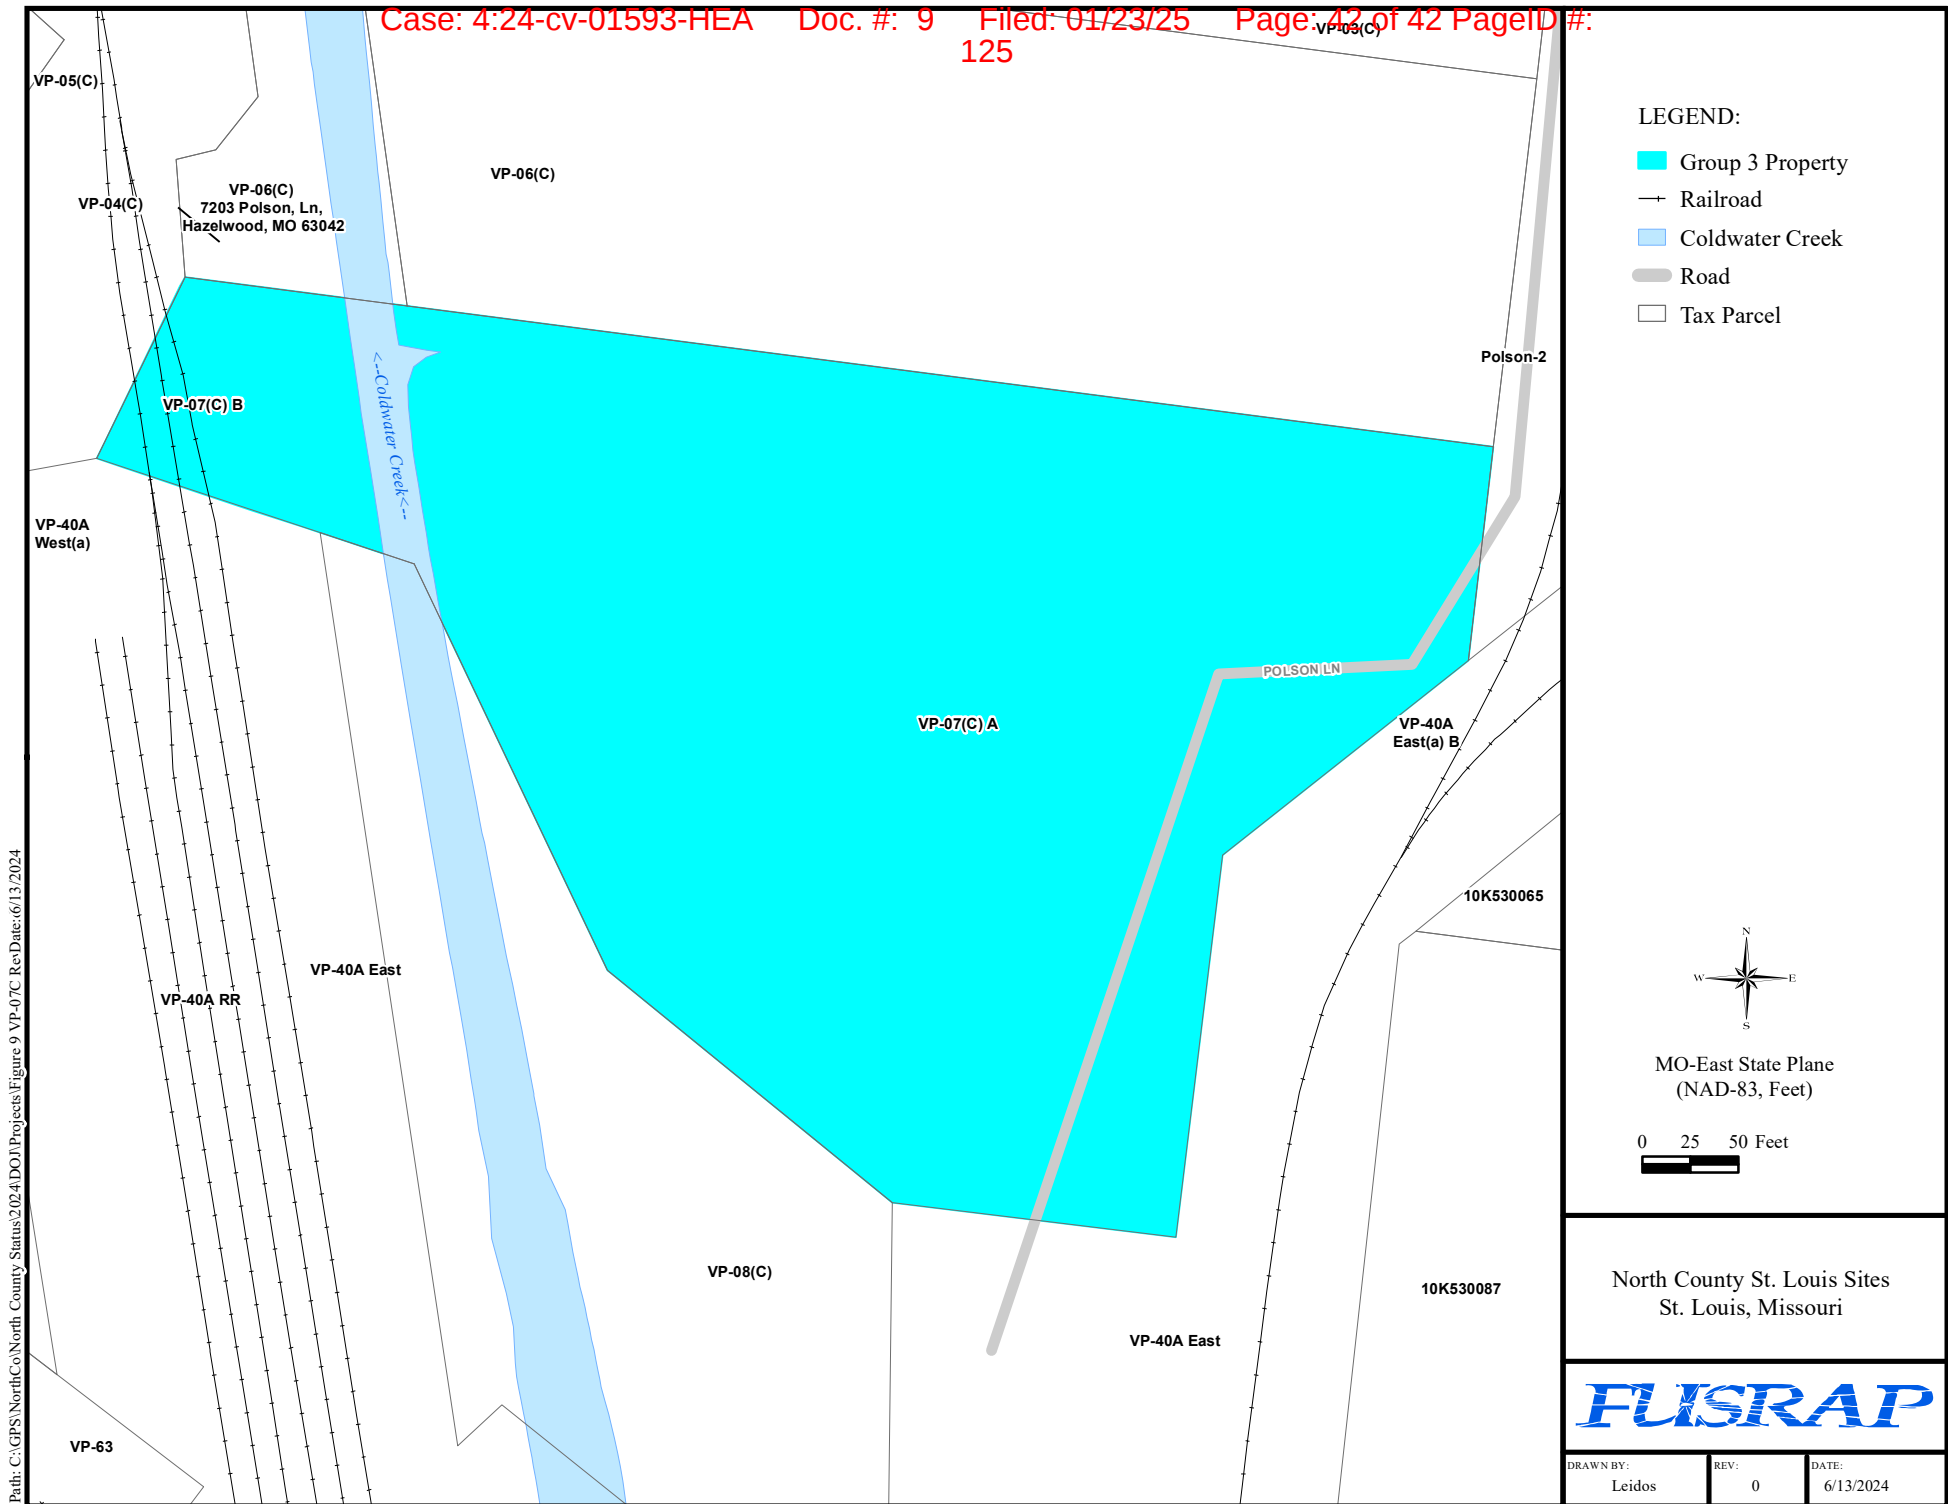 Case: 4:24-cv-01593-HEA Doc. #: 9 Filed: 01/23/25 Page: 42 of 42 PageID #:
125
VP-03(C)
VP-05(C)
VP-06(C)
VP-04(C)
VP-06(C)
7203 Polson, Ln,
Hazelwood, MO 63042
Polson-2
VP-07(C) B
<--Coldwater Creek<--
VP-40A
West(a)
POLSON LN
VP-07(C) A
VP-40A
East(a) B
10K530065
VP-40A East
VP-40A RR
VP-08(C)
10K530087
VP-40A East
VP-63
Path: C:\GPS\NorthCo\North County Status\2024\DOJ\Projects\Figure 9 VP-07C RevDate:6/13/2024
LEGEND:
Group 3 Property
Railroad
Coldwater Creek
Road
Tax Parcel
N
W E
S
MO-East State Plane
(NAD-83, Feet)
0 25 50 Feet
North County St. Louis Sites
St. Louis, Missouri
FUSRAP
DRAWN BY: REV: DATE:
Leidos 0 6/13/2024